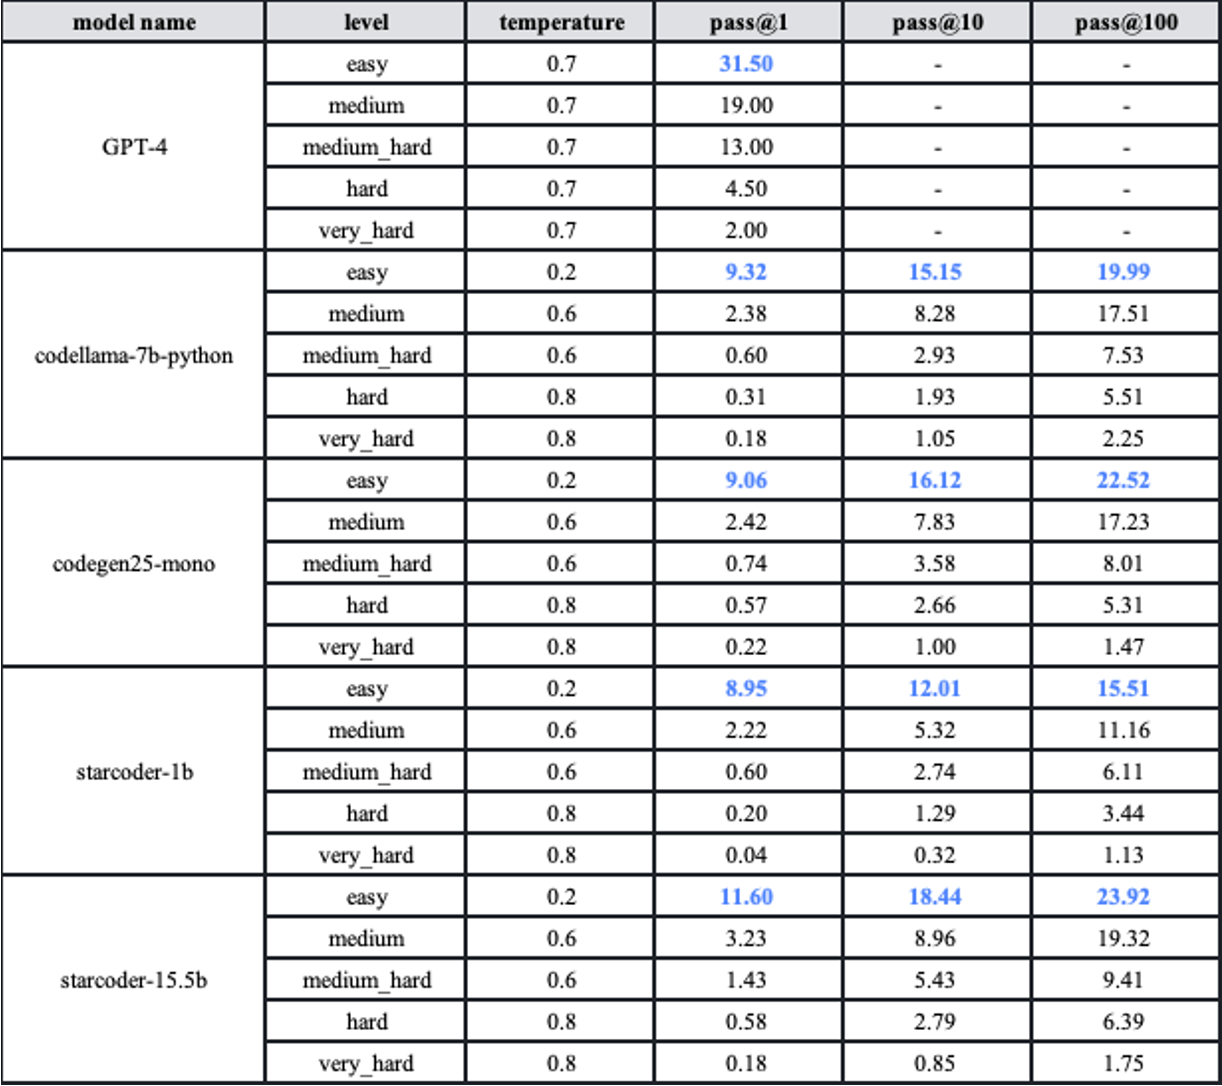 model name level temperature pass@1 pass@10 pass@100
easy 0.7 31.50 - -
medium 0.7 19.00 - -
GPT-4 medium_hard 0.7 13.00 - -
hard 0.7 4.50 - -
very_hard 0.7 2.00 - -
easy 0.2 9.32 15.15 19.99
medium 0.6 2.38 8.28 17.51
codellama-7b-python medium_hard 0.6 0.60 2.93 7.53
hard 0.8 0.31 1.93 5.51
very_hard 0.8 0.18 1.05 2.25
easy 0.2 9.06 16.12 22.52
medium 0.6 2.42 7.83 17.23
codegen25-mono medium_hard 0.6 0.74 3.58 8.01
hard 0.8 0.57 2.66 5.31
very_hard 0.8 0.22 1.00 1.47
easy 0.2 8.95 12.01 15.51
medium 0.6 2.22 5.32 11.16
starcoder-1b medium_hard 0.6 0.60 2.74 6.11
hard 0.8 0.20 1.29 3.44
very_hard 0.8 0.04 0.32 1.13
easy 0.2 11.60 18.44 23.92
medium 0.6 3.23 8.96 19.32
starcoder-15.5b medium_hard 0.6 1.43 5.43 9.41
hard 0.8 0.58 2.79 6.39
very_hard 0.8 0.18 0.85 1.75